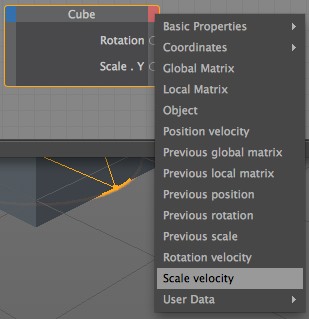 Cube
Rotation
Scale . Y
Basic Properties
Coordinates
Global Matrix
Local Matrix
Object
Position velocity
Previous global matrix
Previous local matrix
Previous position
Previous rotation
Previous scale
Rotation velocity
Scale velocity
User Data